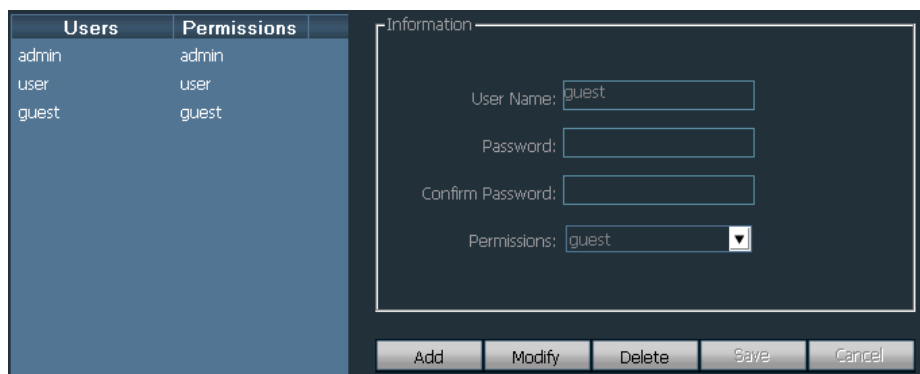 Users Permissions
admin admin
user user
guest guest
Information
User Name: guest
Password:
Confirm Password:
Permissions: guest
Add Modify Delete Save Cancel